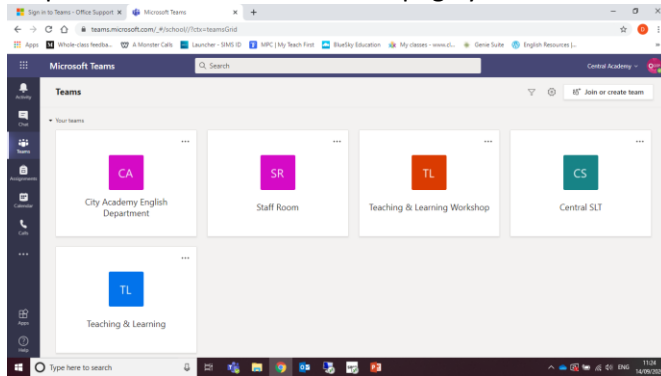 Sign in to Teams - Office Support
Microsoft Teams
teams.microsoft.com/_#/school//?ctx=teamsGrid
Apps
Whole-class feedba...
A Monster Calls
Launcher - SIMS ID
MPC | My Teach First
BlueSky Education
My classes - www.cl...
Genie Suite
English Resources |...
Microsoft Teams
Search
Central Academy
Activity
Teams
Join or create team
Chat
Your teams
Teams
CA
SR
TL
CS
Assignments
City Academy English Department
Staff Room
Teaching & Learning Workshop
Central SLT
Calendar
Calls
TL
Teaching & Learning
Apps
Help
Type here to search
ENG
11:24